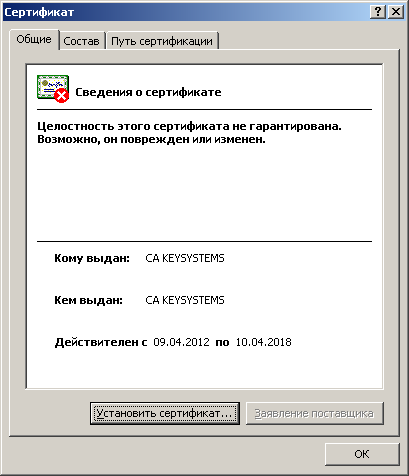 Сертификат
Общие Состав Путь сертификации
Сведения о сертификате
Целостность этого сертификата не гарантирована.
Возможно, он поврежден или изменен.
Кому выдан: CA KEYSYSTEMS
Кем выдан: CA KEYSYSTEMS
Действителен с 09.04.2012 по 10.04.2018
Установить сертификат... Заявление поставщика
ОК